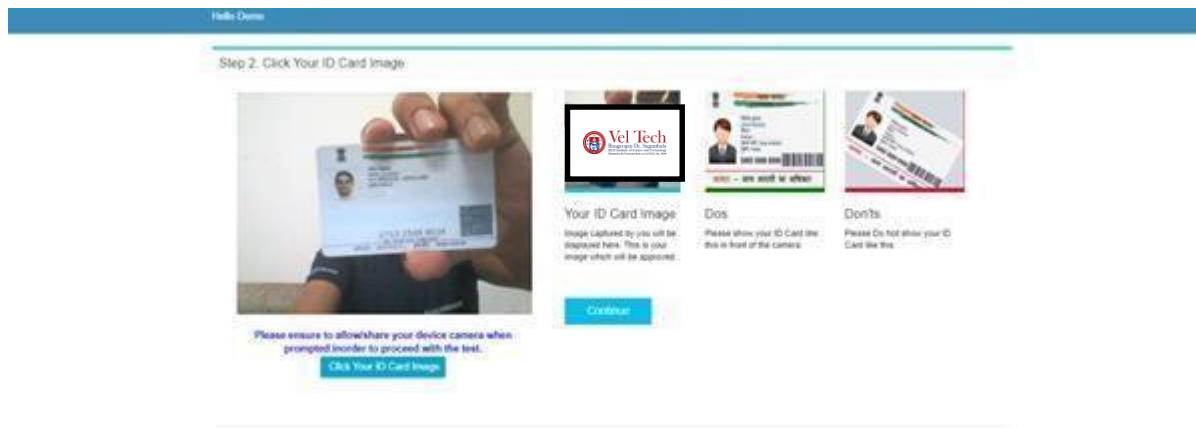 Hello Demo
Step 2. Click Your ID Card Image
Vel Tech
Your ID Card Image
Image captured by you will be
displayed here. This is your
image which will be approved.
Dos
Please show your ID Card like
this in front of the camera.
Don'ts
Please Do Not show your ID
Card like this.
Continue
Please ensure to allow/share your device camera when
prompted inorder to proceed with the test.
Click Your ID Card Image